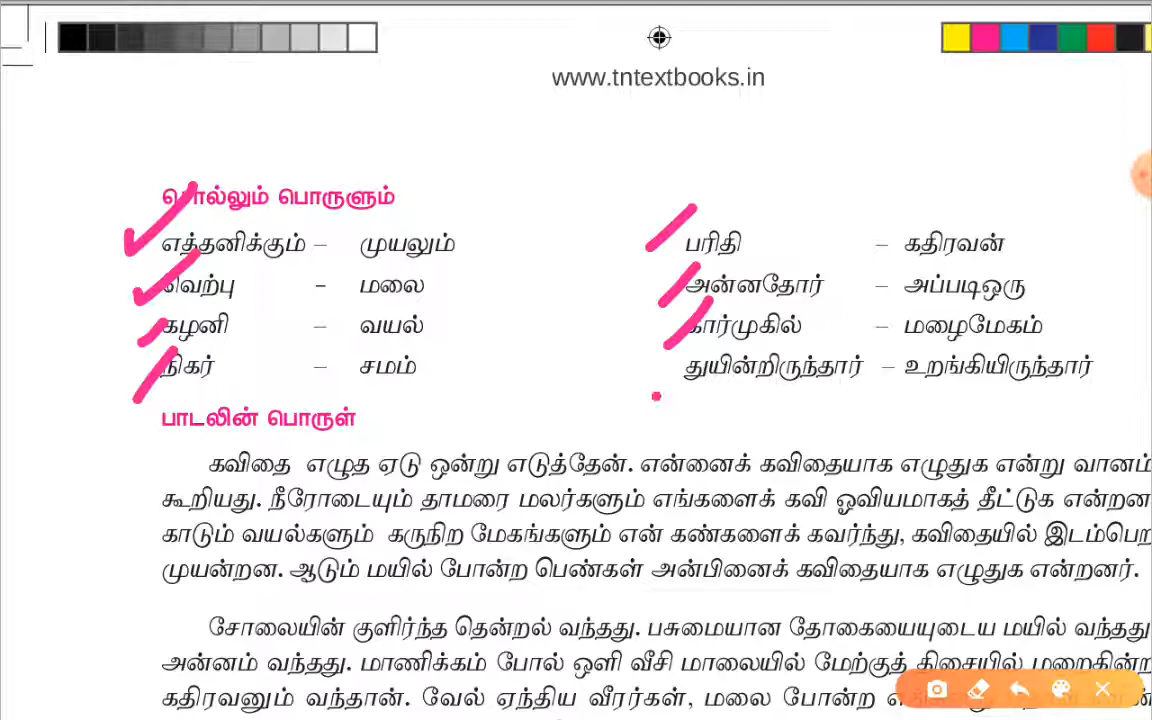 www.tntextbooks.in
சொல்லும் பொருளும்
எத்தனிக்கும் – முயலும்
வெற்பு - மலை
கழனி – வயல்
நிகர் – சமம்
பரிதி – கதிரவன்
அன்னதோர் – அப்படிஒரு
கார்முகில் – மழைமேகம்
துயின்றிருந்தார் – உறங்கியிருந்தார்
பாடலின் பொருள்
கவிதை எழுத ஏடு ஒன்று எடுத்தேன். என்னைக் கவிதையாக எழுதுக என்று வானம்
கூறியது. நீரோடையும் தாமரை மலர்களும் எங்களைக் கவி ஓவியமாகத் தீட்டுக என்றன
காடும் வயல்களும் கருநிற மேகங்களும் என் கண்களைக் கவர்ந்து, கவிதையில் இடம்பெற
முயன்றன. ஆடும் மயில் போன்ற பெண்கள் அன்பினைக் கவிதையாக எழுதுக என்றனர்.
சோலையின் குளிர்ந்த தென்றல் வந்தது. பசுமையான தோகையையுடைய மயில் வந்தது
அன்னம் வந்தது. மாணிக்கம் போல் ஒளி வீசி மாலையில் மேற்குத் திசையில் மறைகின்ற
கதிரவனும் வந்தான். வேல் ஏந்திய வீரர்கள், மலை போன்ற